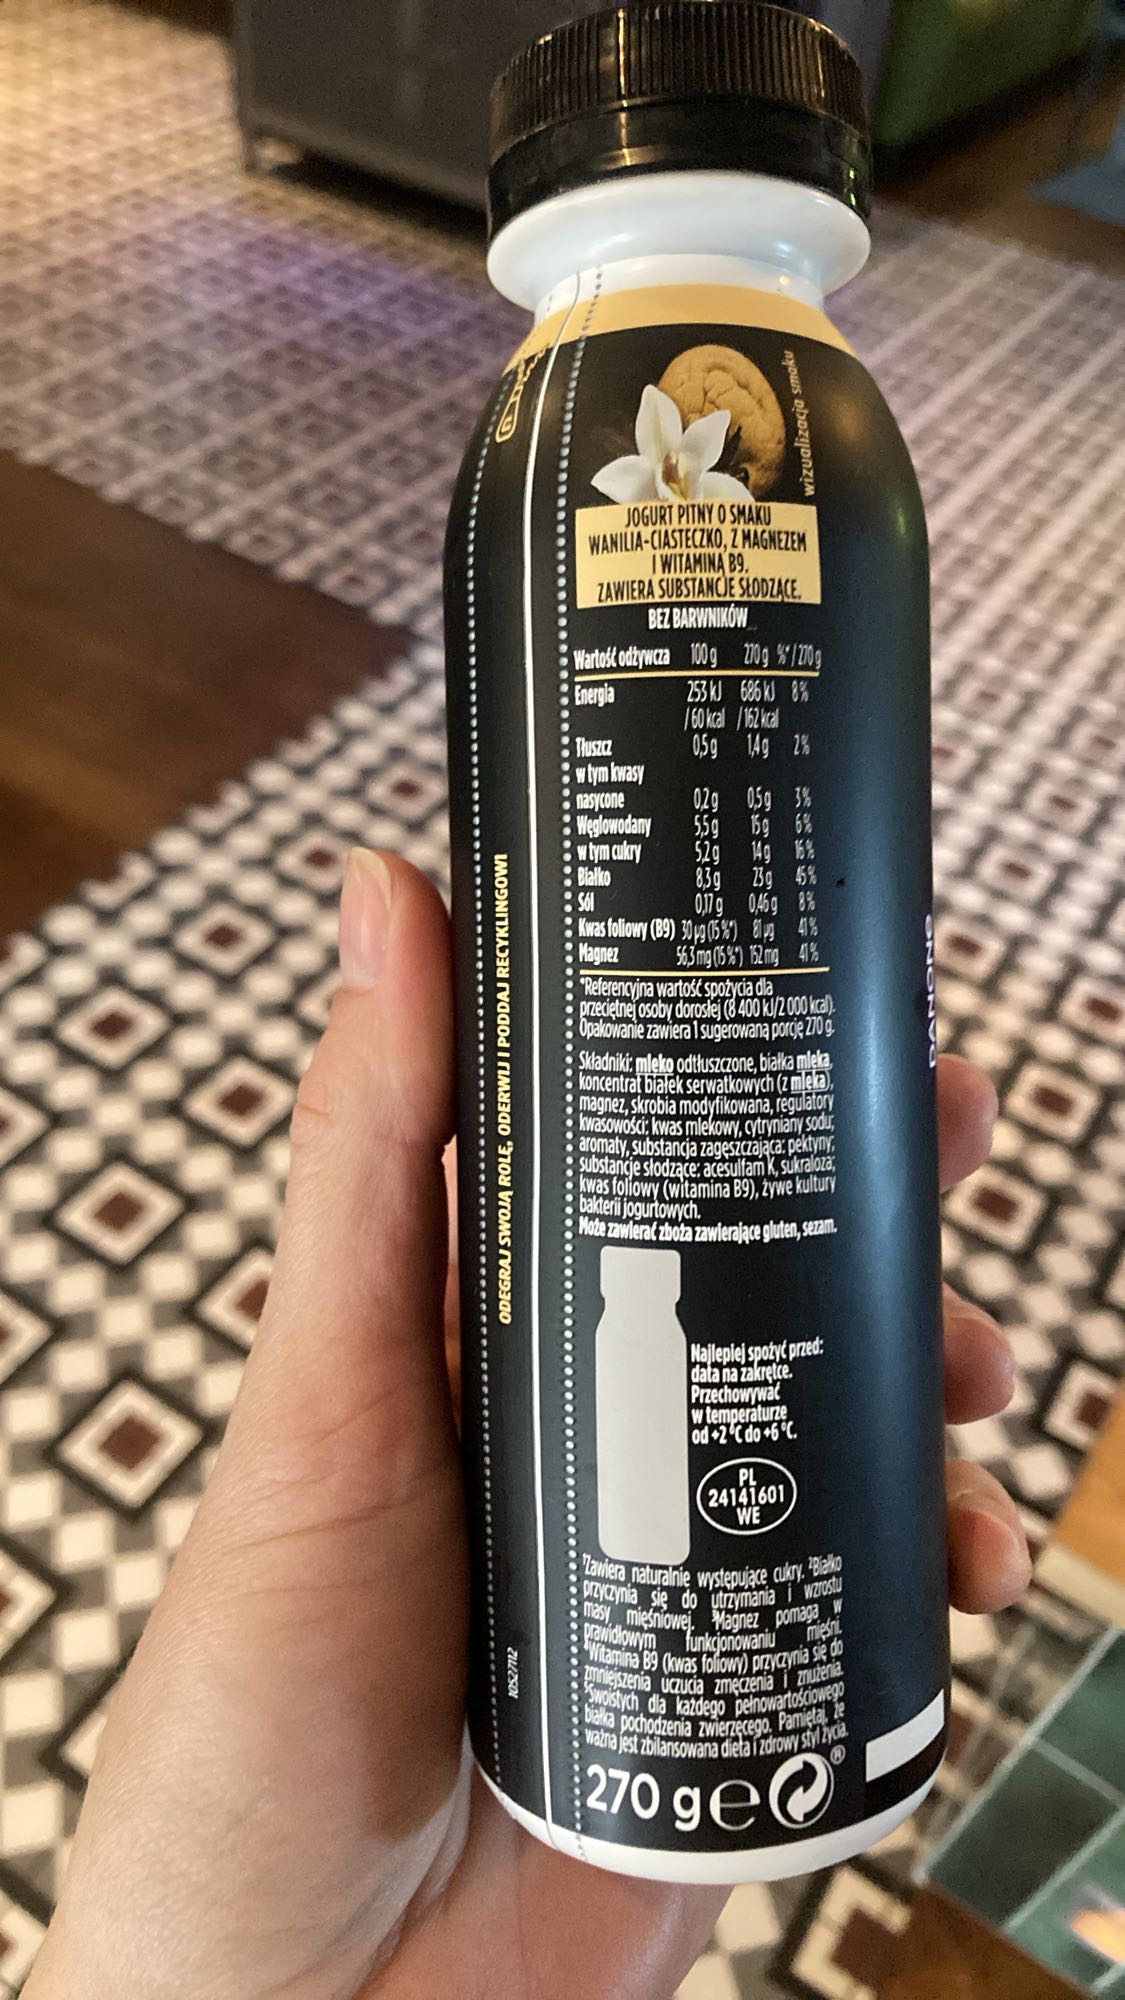 wizualizacja smaku
JOGURT PITNY O SMAKU
WANILIA-CIASTECZKO, Z MAGNEZEM
I WITAMINĄ B9.
ZAWIERA SUBSTANCJE SŁODZĄCE.
BEZ BARWNIKÓW
Wartość odżywcza 100 g 270 g %*/270 g
Energia 253 kJ 686 kJ 8%
/60 kcal /162 kcal
Tłuszcz 0,5 g 1,4 g 2%
w tym kwasy
nasycone 0,2 g 0,5 g 3%
Węglowodany 5,5 g 15 g 6%
w tym cukry 5,2 g 14 g 16%
Białko 8,3 g 23 g 45%
Sól 0,17 g 0,46 g 8%
Kwas foliowy (B9) 30 µg (15%*) 81 µg 41%
Magnez 56,3 mg (15%*) 152 mg 41%
*Referencyjna wartość spożycia dla
przeciętnej osoby dorosłej (8 400 kJ/2 000 kcal).
Opakowanie zawiera 1 sugerowaną porcję 270 g.
Składniki: mleko odtłuszczone, białka mleka,
koncentrat białek serwatkowych (z mleka),
magnez, skrobia modyfikowana, regulatory
kwasowości: kwas mlekowy, cytryniany sodu;
aromaty, substancja zagęszczająca: pektyny;
substancje słodzące: acesulfam K, sukraloza;
kwas foliowy (witamina B9), żywe kultury
bakterii jogurtowych.
Może zawierać zboża zawierające gluten, sezam.
Najlepiej spożyć przed:
data na zakrętce.
Przechowywać
w temperaturze
od +2 °C do +6 °C.
PL
24141601
WE
¹Zawiera naturalnie występujące cukry. ²Białko
przyczynia się do utrzymania i wzrostu
masy mięśniowej. ³Magnez pomaga w
prawidłowym funkcjonowaniu mięśni.
⁴Witamina B9 (kwas foliowy) przyczynia się do
zmniejszenia uczucia zmęczenia i znużenia.
⁵Swoistych dla każdego pełnowartościowego
białka pochodzenia zwierzęcego. Pamiętaj, że
ważna jest zbilansowana dieta i zdrowy styl życia.
270 g e ®
ODEGRAJ SWOJĄ ROLĘ, ODERWIJ I PODDAJ RECYKLINGOWI
10527112
DANONE